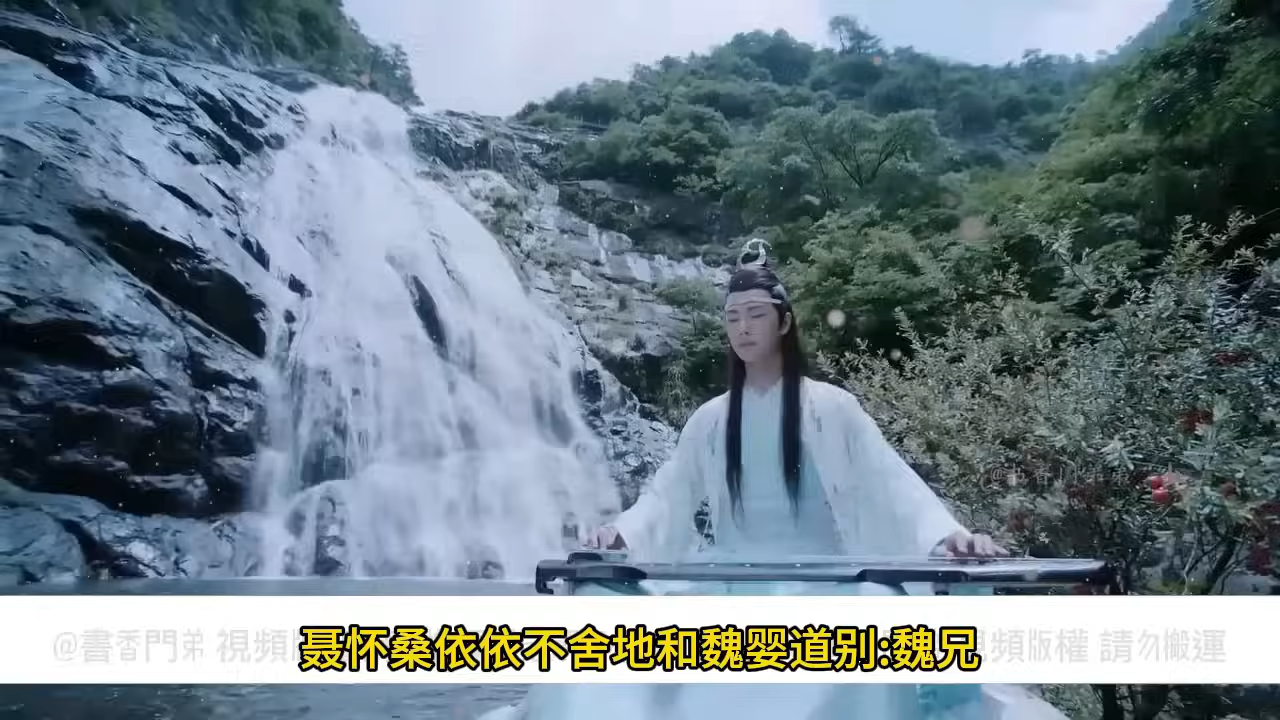 聂怀桑依依不舍地和魏婴道别:魏兄
@書香門弟 視頻 頻版權 請勿搬運